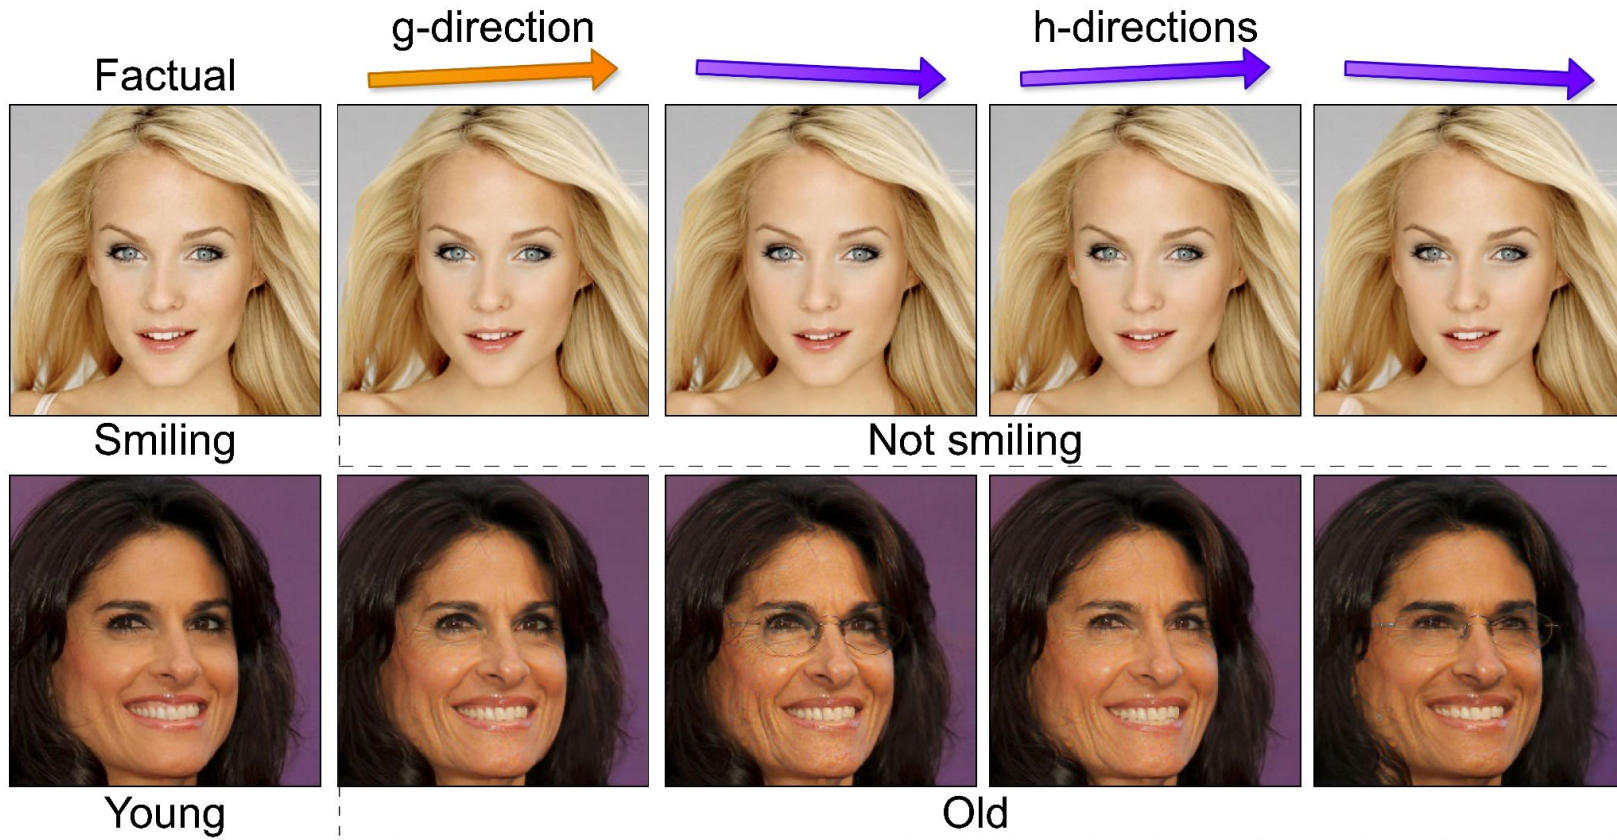 g-direction
h-directions
Factual
Smiling
Not smiling
Young
Old